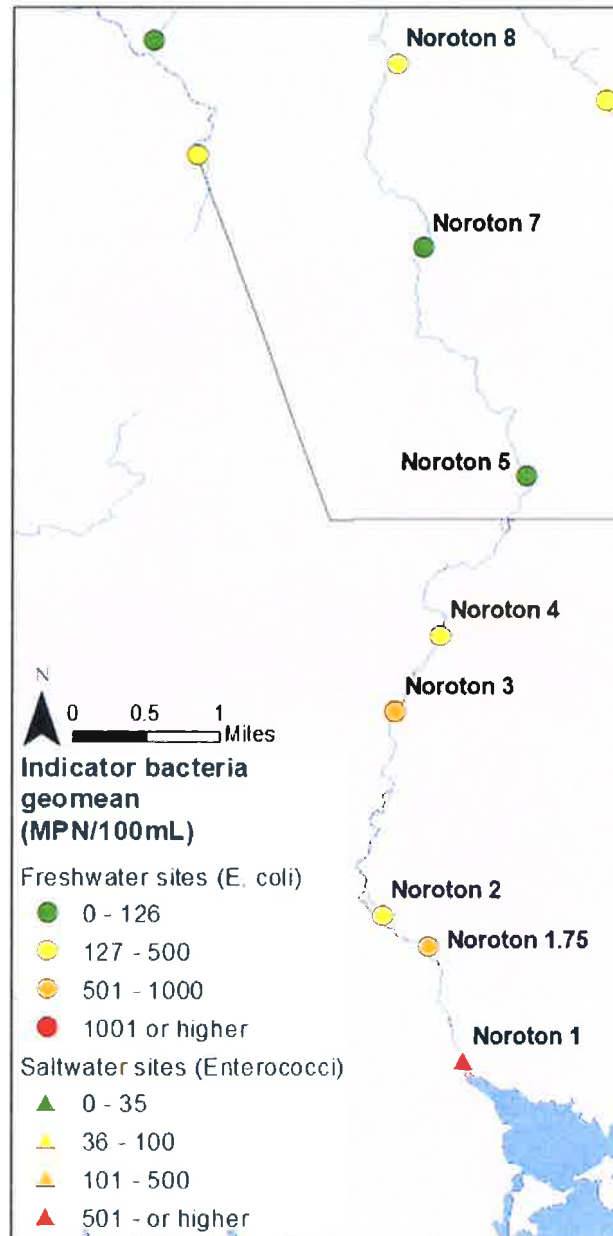 Noroton 8
Noroton 7
Noroton 5
Noroton 4
Noroton 3
N
0 0.5 1
Miles
Indicator bacteria
geomean
(MPN/100mL)
Freshwater sites (E. coli)
0 - 126
127 - 500
501 - 1000
1001 or higher
Noroton 2
Noroton 1.75
Noroton 1
Saltwater sites (Enterococci)
0 - 35
36 - 100
101 - 500
501 - or higher